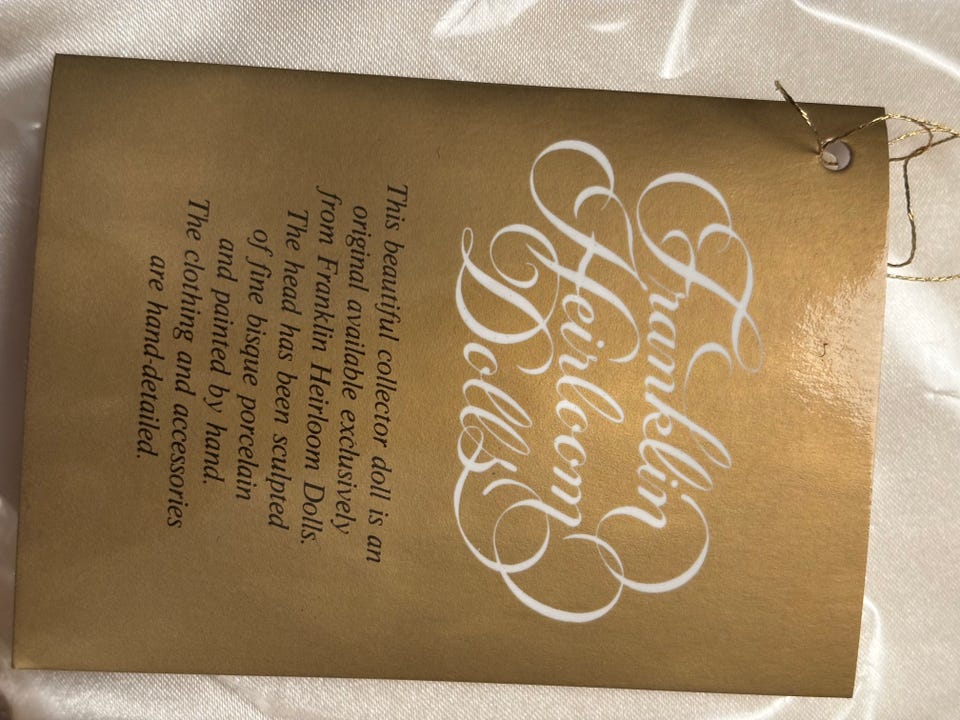 Franklin
Heirloom
Dolls
This beautiful collector doll is an
original available exclusively
from Franklin Heirloom Dolls.
The head has been sculpted
of fine bisque porcelain
and painted by hand.
The clothing and accessories
are hand-detailed.